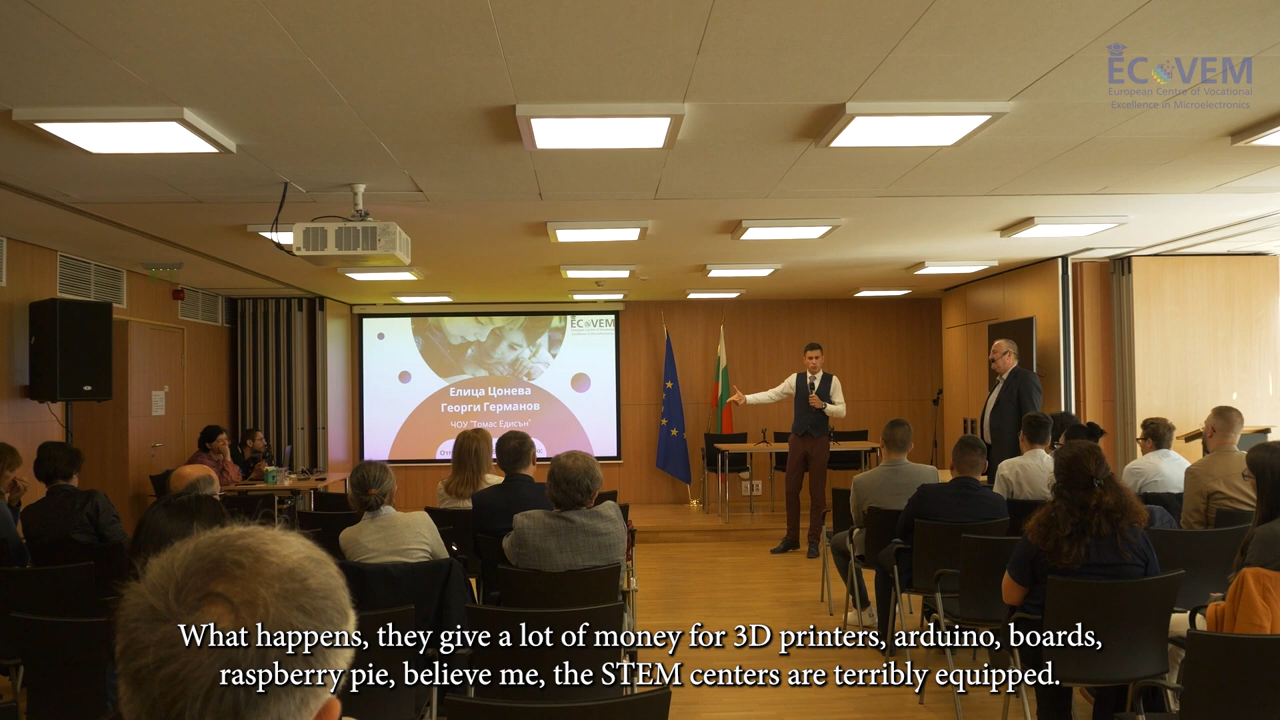 ECOVEM
European Centre of Vocational
Excellence in Microelectronics
ECOVEM
Елица Цонева
Георги Германов
ЧОУ "Томас Едисън"
What happens, they give a lot of money for 3D printers, arduino, boards,
raspberry pie, believe me, the STEM centers are terribly equipped.